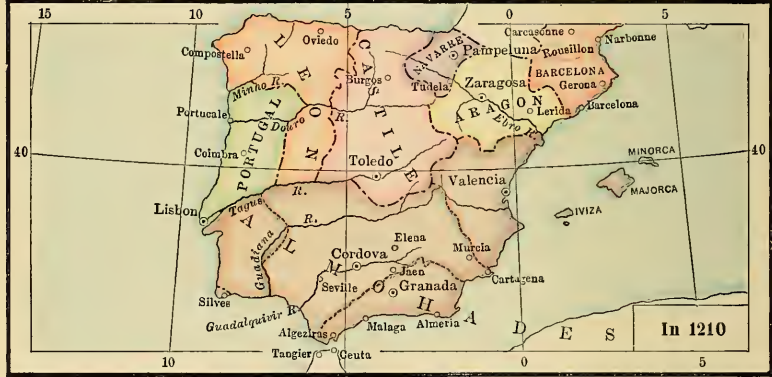 15 10 5 0 5
Compostella
Oviedo
LEON
CASTILE
NAVARRE
Pampeluna
Carcasonne
Rousillon
Narbonne
BARCELONA
Gerona
Burgos
Tudela
Zaragosa
ARAGON
Ebro R.
Lerida
Barcelona
Minho R.
Portucale
Douro R.
PORTUGAL
Coimbra
40 40
Toledo
Valencia
MINORCA
MAJORCA
IVIZA
Lisbon
Tagus R.
ALMOHADES
Guadiana R.
Elena
Cordova
Murcia
Jaen
Seville
Granada
Cartagena
Silves
Guadalquivir R
Malaga
Almeria
Algeziras
Tangier
Ceuta
In 1210
10 5 0 5